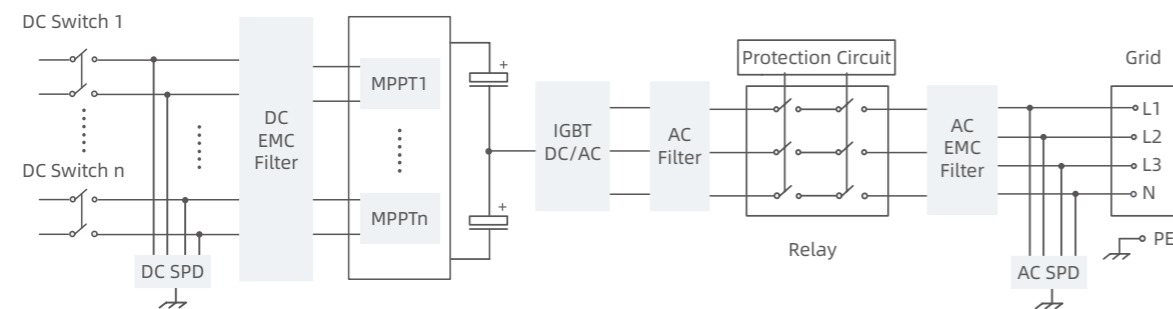 DC Switch 1
DC Switch n
DC SPD
DC
EMC
Filter
MPPT1
MPPTn
+
+
IGBT
DC/AC
AC
Filter
Protection Circuit
Relay
AC
EMC
Filter
AC SPD
Grid
L1
L2
L3
N
PE